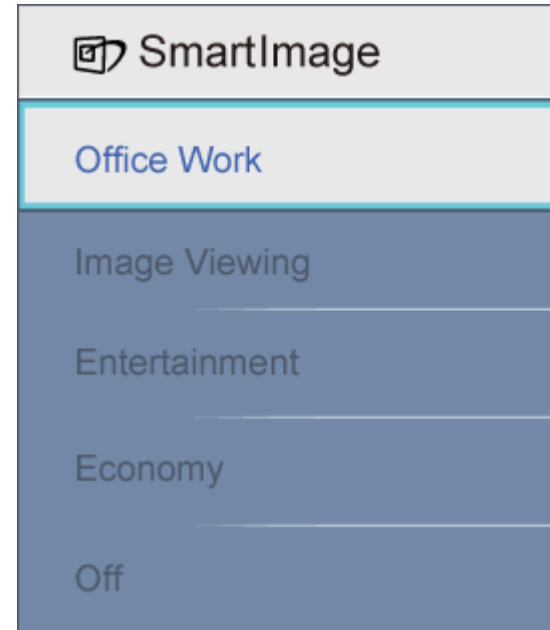 SmartImage
Office Work
Image Viewing
Entertainment
Economy
Off